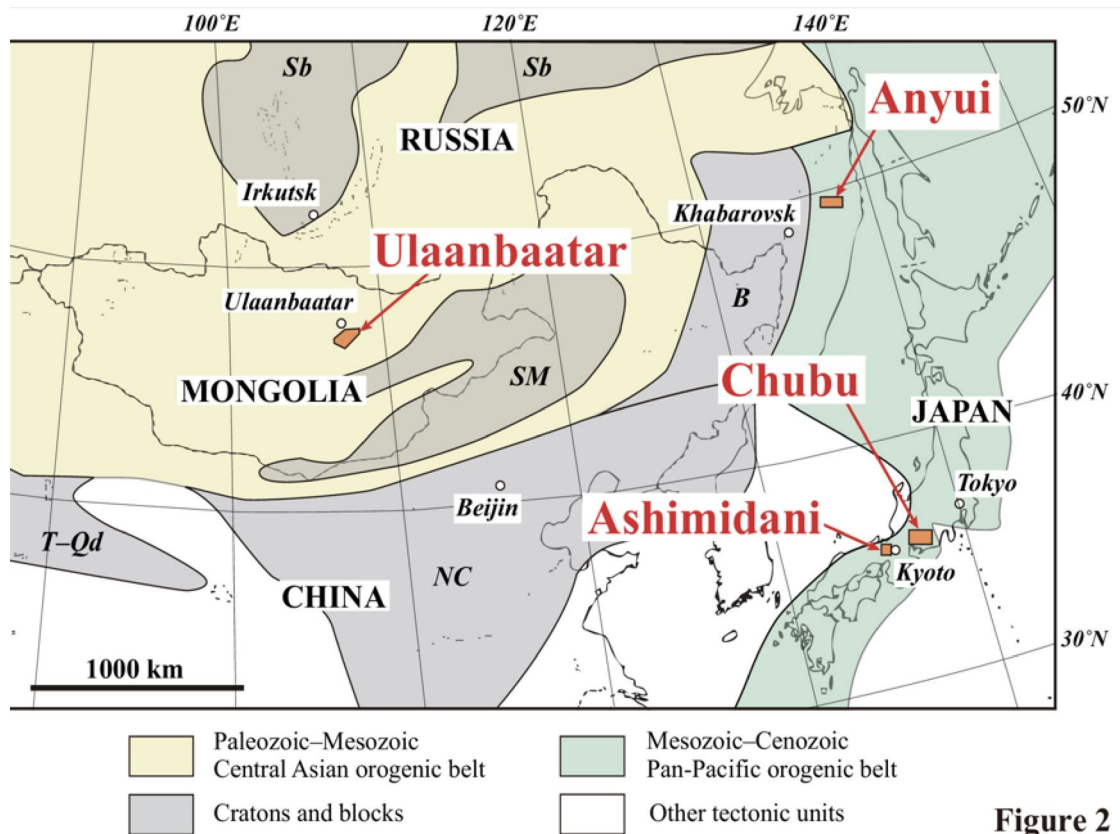 100°E
120°E
140°E
Sb
Sb
Anyui
50°N
RUSSIA
Irkutsk
Khabarovsk
Ulaanbaatar
Ulaanbaatar
B
SM
MONGOLIA
Chubu
JAPAN
40°N
Beijin
Tokyo
Ashimidani
T–Qd
NC
Kyoto
CHINA
30°N
1000 km
Paleozoic–Mesozoic
Central Asian orogenic belt
Mesozoic–Cenozoic
Pan-Pacific orogenic belt
Cratons and blocks
Other tectonic units
Figure 2